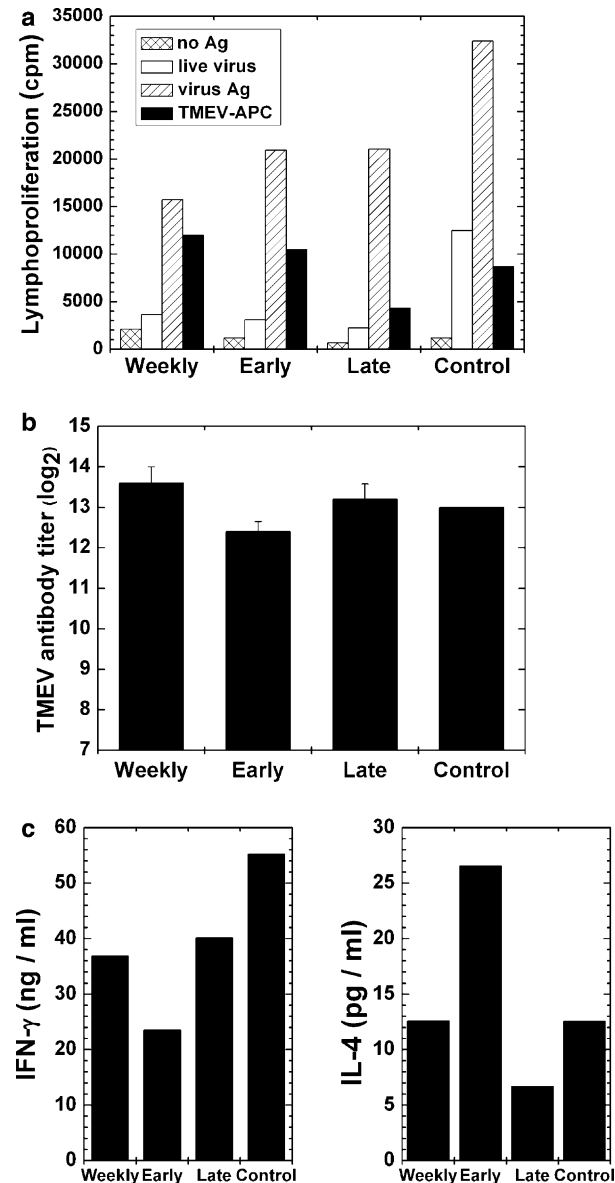 a
Lymphoproliferation (cpm)
35000
30000
25000
20000
15000
10000
5000
0
no Ag
live virus
virus Ag
TMEV-APC
Weekly Early Late Control
b
TMEV antibody titer (log2)
15
14
13
12
11
10
9
8
7
Weekly Early Late Control
c
IFN-γ (ng / ml)
60
50
40
30
20
10
0
Weekly Early Late Control
IL-4 (pg / ml)
30
25
20
15
10
5
0
Weekly Early Late Control